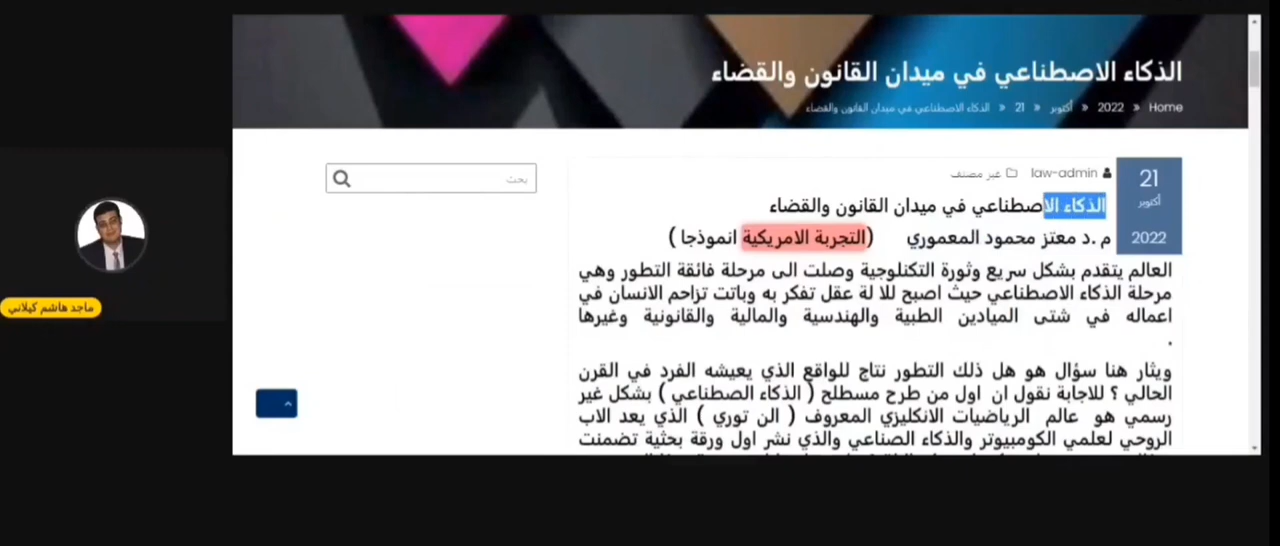 الذكاء الاصطناعي في ميدان القانون والقضاء
Home » 2022 » أكتوبر » 21 » الذكاء الاصطناعي في ميدان القانون والقضاء
21
أكتوبر
2022
law-admin غير مصنف
بحث
الذكاء الاصطناعي في ميدان القانون والقضاء
م .د معتز محمود المعموري (التجربة الامريكية انموذجا )
العالم يتقدم بشكل سريع وثورة التكنلوجية وصلت الى مرحلة فائقة التطور وهي
مرحلة الذكاء الاصطناعي حيث اصبح للا لة عقل تفكر به وباتت تزاحم الانسان في
اعماله في شتى الميادين الطبية والهندسية والمالية والقانونية وغيرها
.
ويثار هنا سؤال هو هل ذلك التطور نتاج للواقع الذي يعيشه الفرد في القرن
الحالي ؟ للاجابة نقول ان اول من طرح مسطلح ( الذكاء الصطناعي ) بشكل غير
رسمي هو عالم الرياضيات الانكليزي المعروف ( الن توري ) الذي يعد الاب
الروحي لعلمي الكومبيوتر والذكاء الصناعي والذي نشر اول ورقة بحثية تضمنت
ماجد هاشم كيلاني